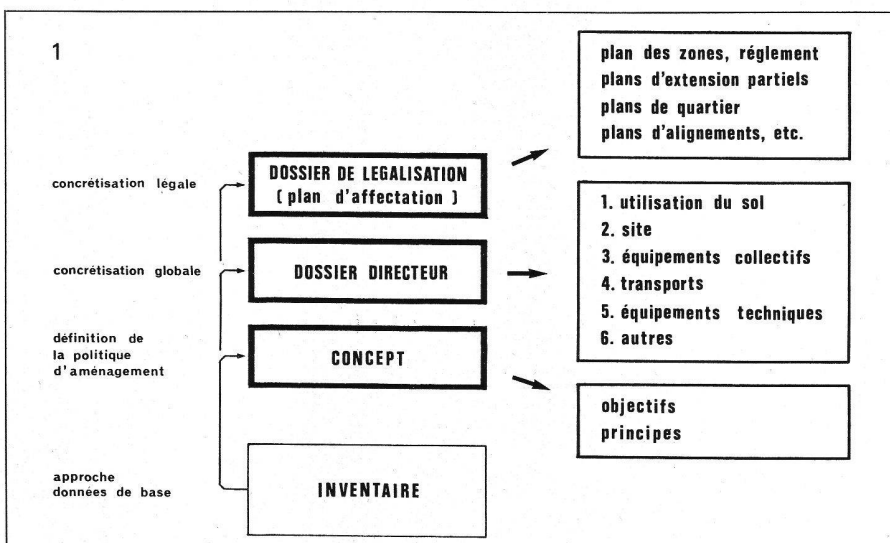 1
concrétisation légale
DOSSIER DE LEGALISATION
( plan d'affectation )
plan des zones, réglement
plans d'extension partiels
plans de quartier
plans d'alignements, etc.
concrétisation globale
DOSSIER DIRECTEUR
1. utilisation du sol
2. site
3. équipements collectifs
4. transports
5. équipements techniques
6. autres
définition de
la politique
d'aménagement
CONCEPT
objectifs
principes
approche
données de base
INVENTAIRE